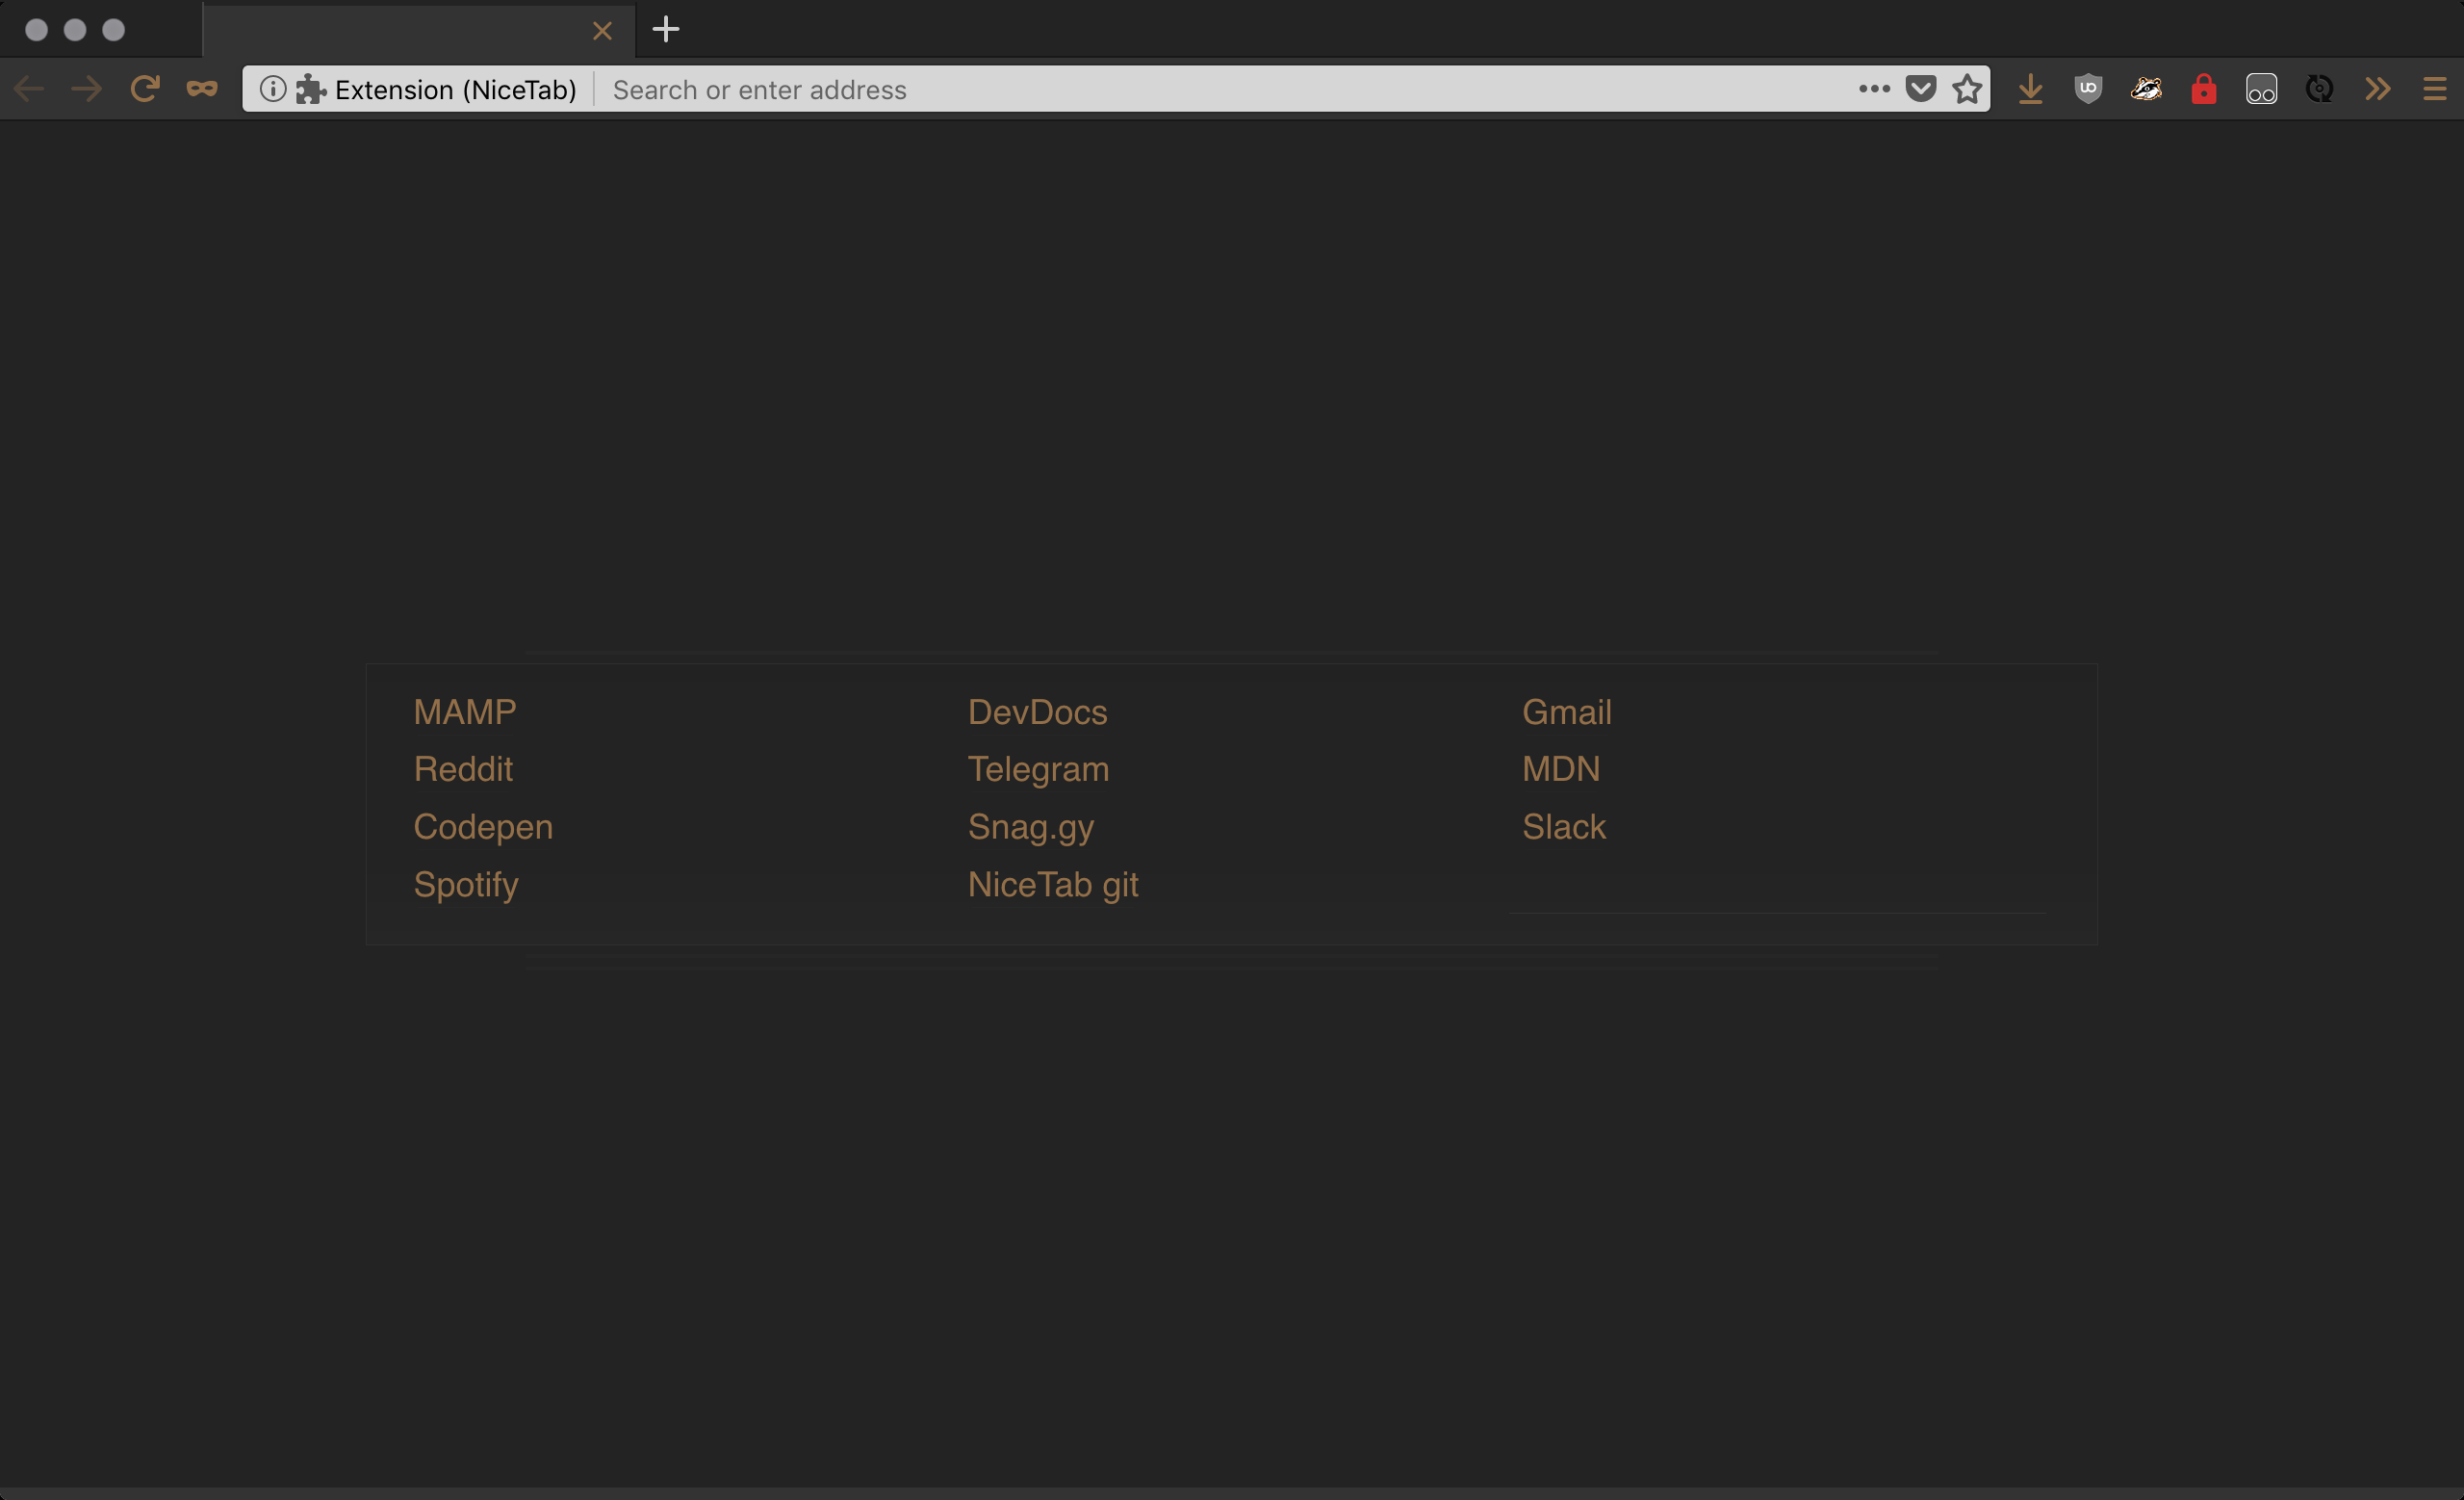 Extension (NiceTab) Search or enter address
MAMP
Reddit
Codepen
Spotify
DevDocs
Telegram
Snag.gy
NiceTab git
Gmail
MDN
Slack